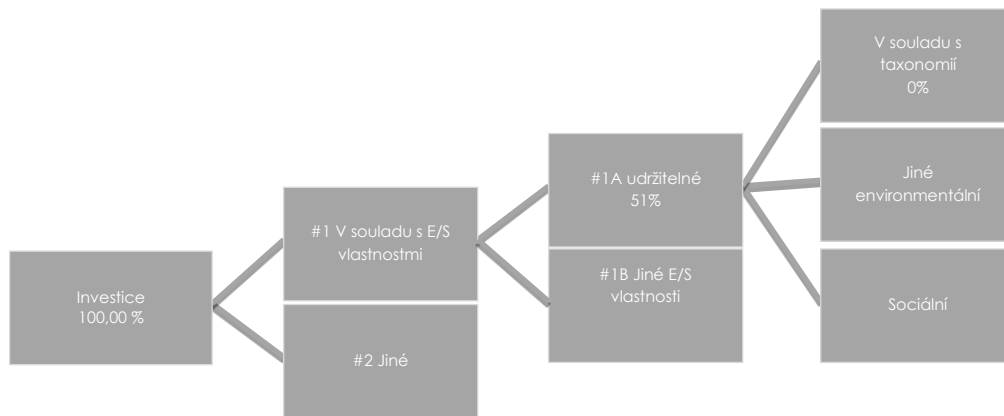 Investice
100,00 %
#1 V souladu s E/S
vlastnostmi
#2 Jiné
#1A udržitelné
51%
#1B Jiné E/S
vlastnosti
V souladu s
taxonomií
0%
Jiné
environmentální
Sociální